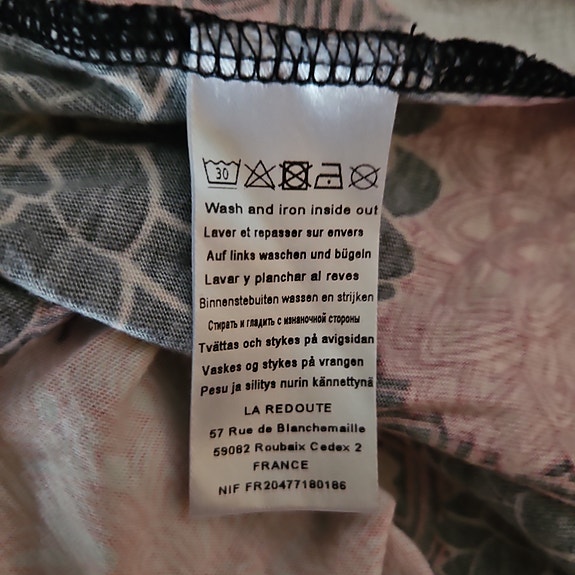 30
Wash and iron inside out
Laver et repasser sur envers
Auf links waschen und bügeln
Lavar y planchar al reves
Binnenstebuiten wassen en strijken
Стирать и гладить с изнаночной стороны
Tvättas och stykes på avigsidan
Vaskes og stykes på vrangen
Pesu ja silitys nurin kännettynä
LA REDOUTE
57 Rue de Blanchemaille
59082 Roubaix Cedex 2
FRANCE
NIF FR20477180186